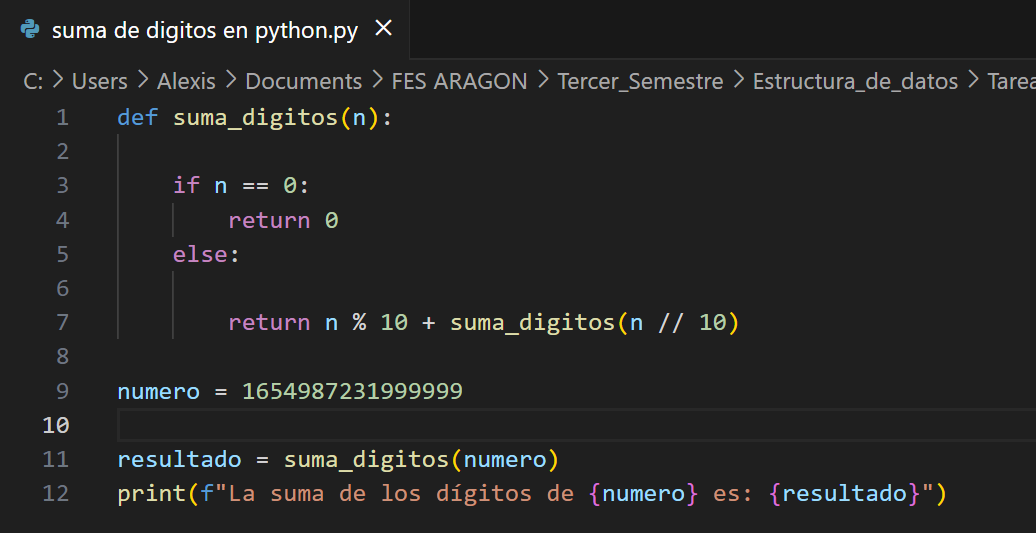 suma de digitos en python.py
C: > Users > Alexis > Documents > FES ARAGON > Tercer_Semestre > Estructura_de_datos >
1 def suma_digitos(n):
2
3 if n == 0:
4 return 0
5 else:
6
7 return n % 10 + suma_digitos(n // 10)
8
9 numero = 1654987231999999
10
11 resultado = suma_digitos(numero)
12 print(f"La suma de los dígitos de {numero} es: {resultado}")